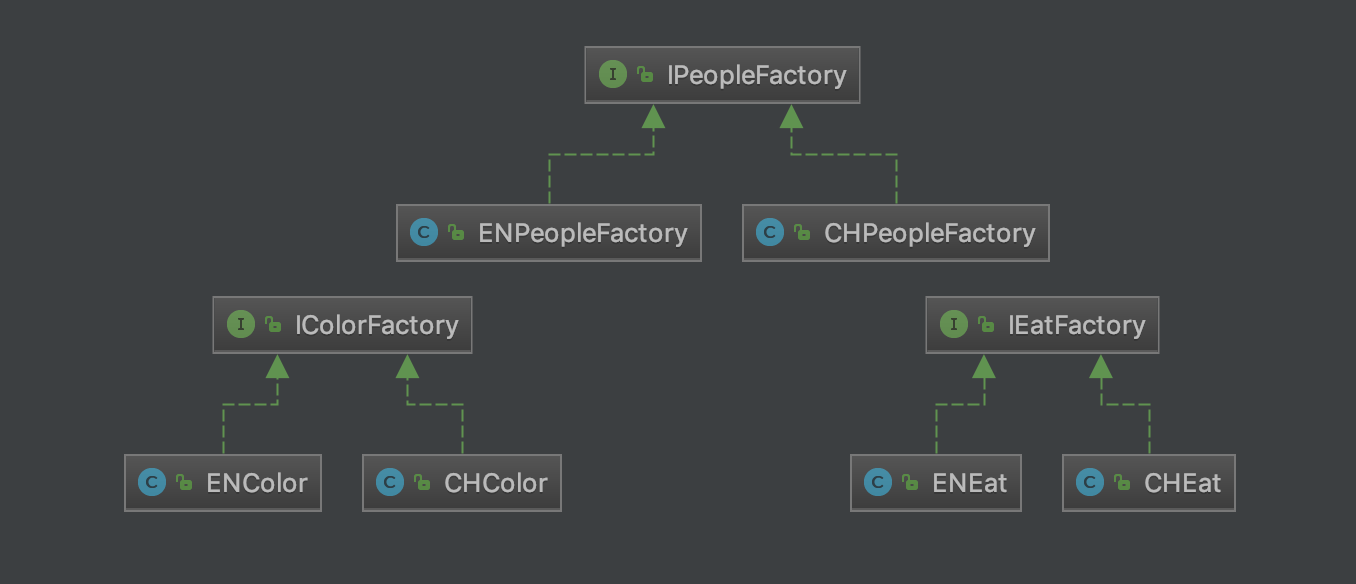 I IPeopleFactory
C ENPeopleFactory
C CHPeopleFactory
I IColorFactory
I IEatFactory
C ENColor
C CHColor
C ENEat
C CHEat